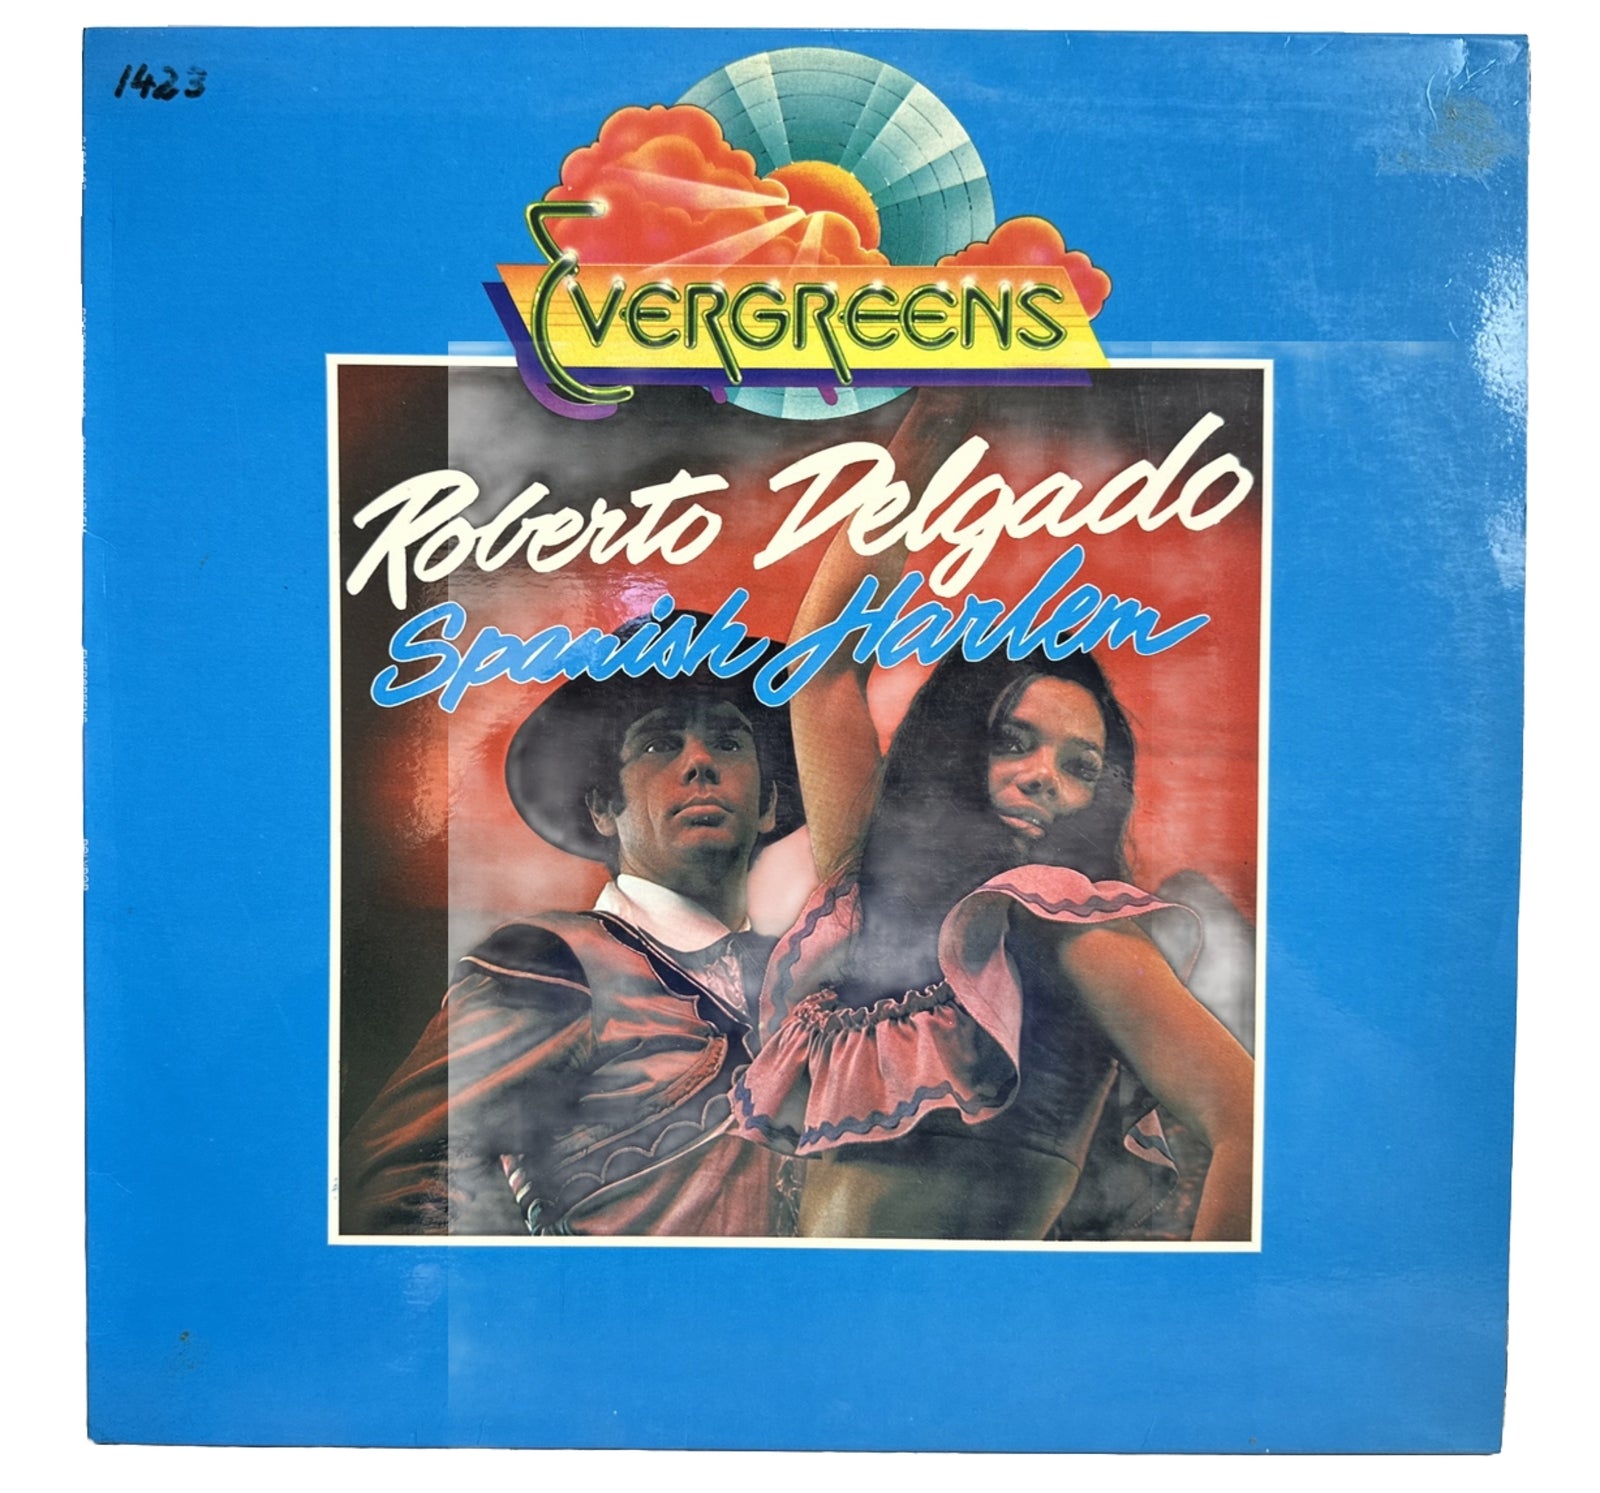 1423
EVERGREENS
Roberto Delgado
Spanish Harlem